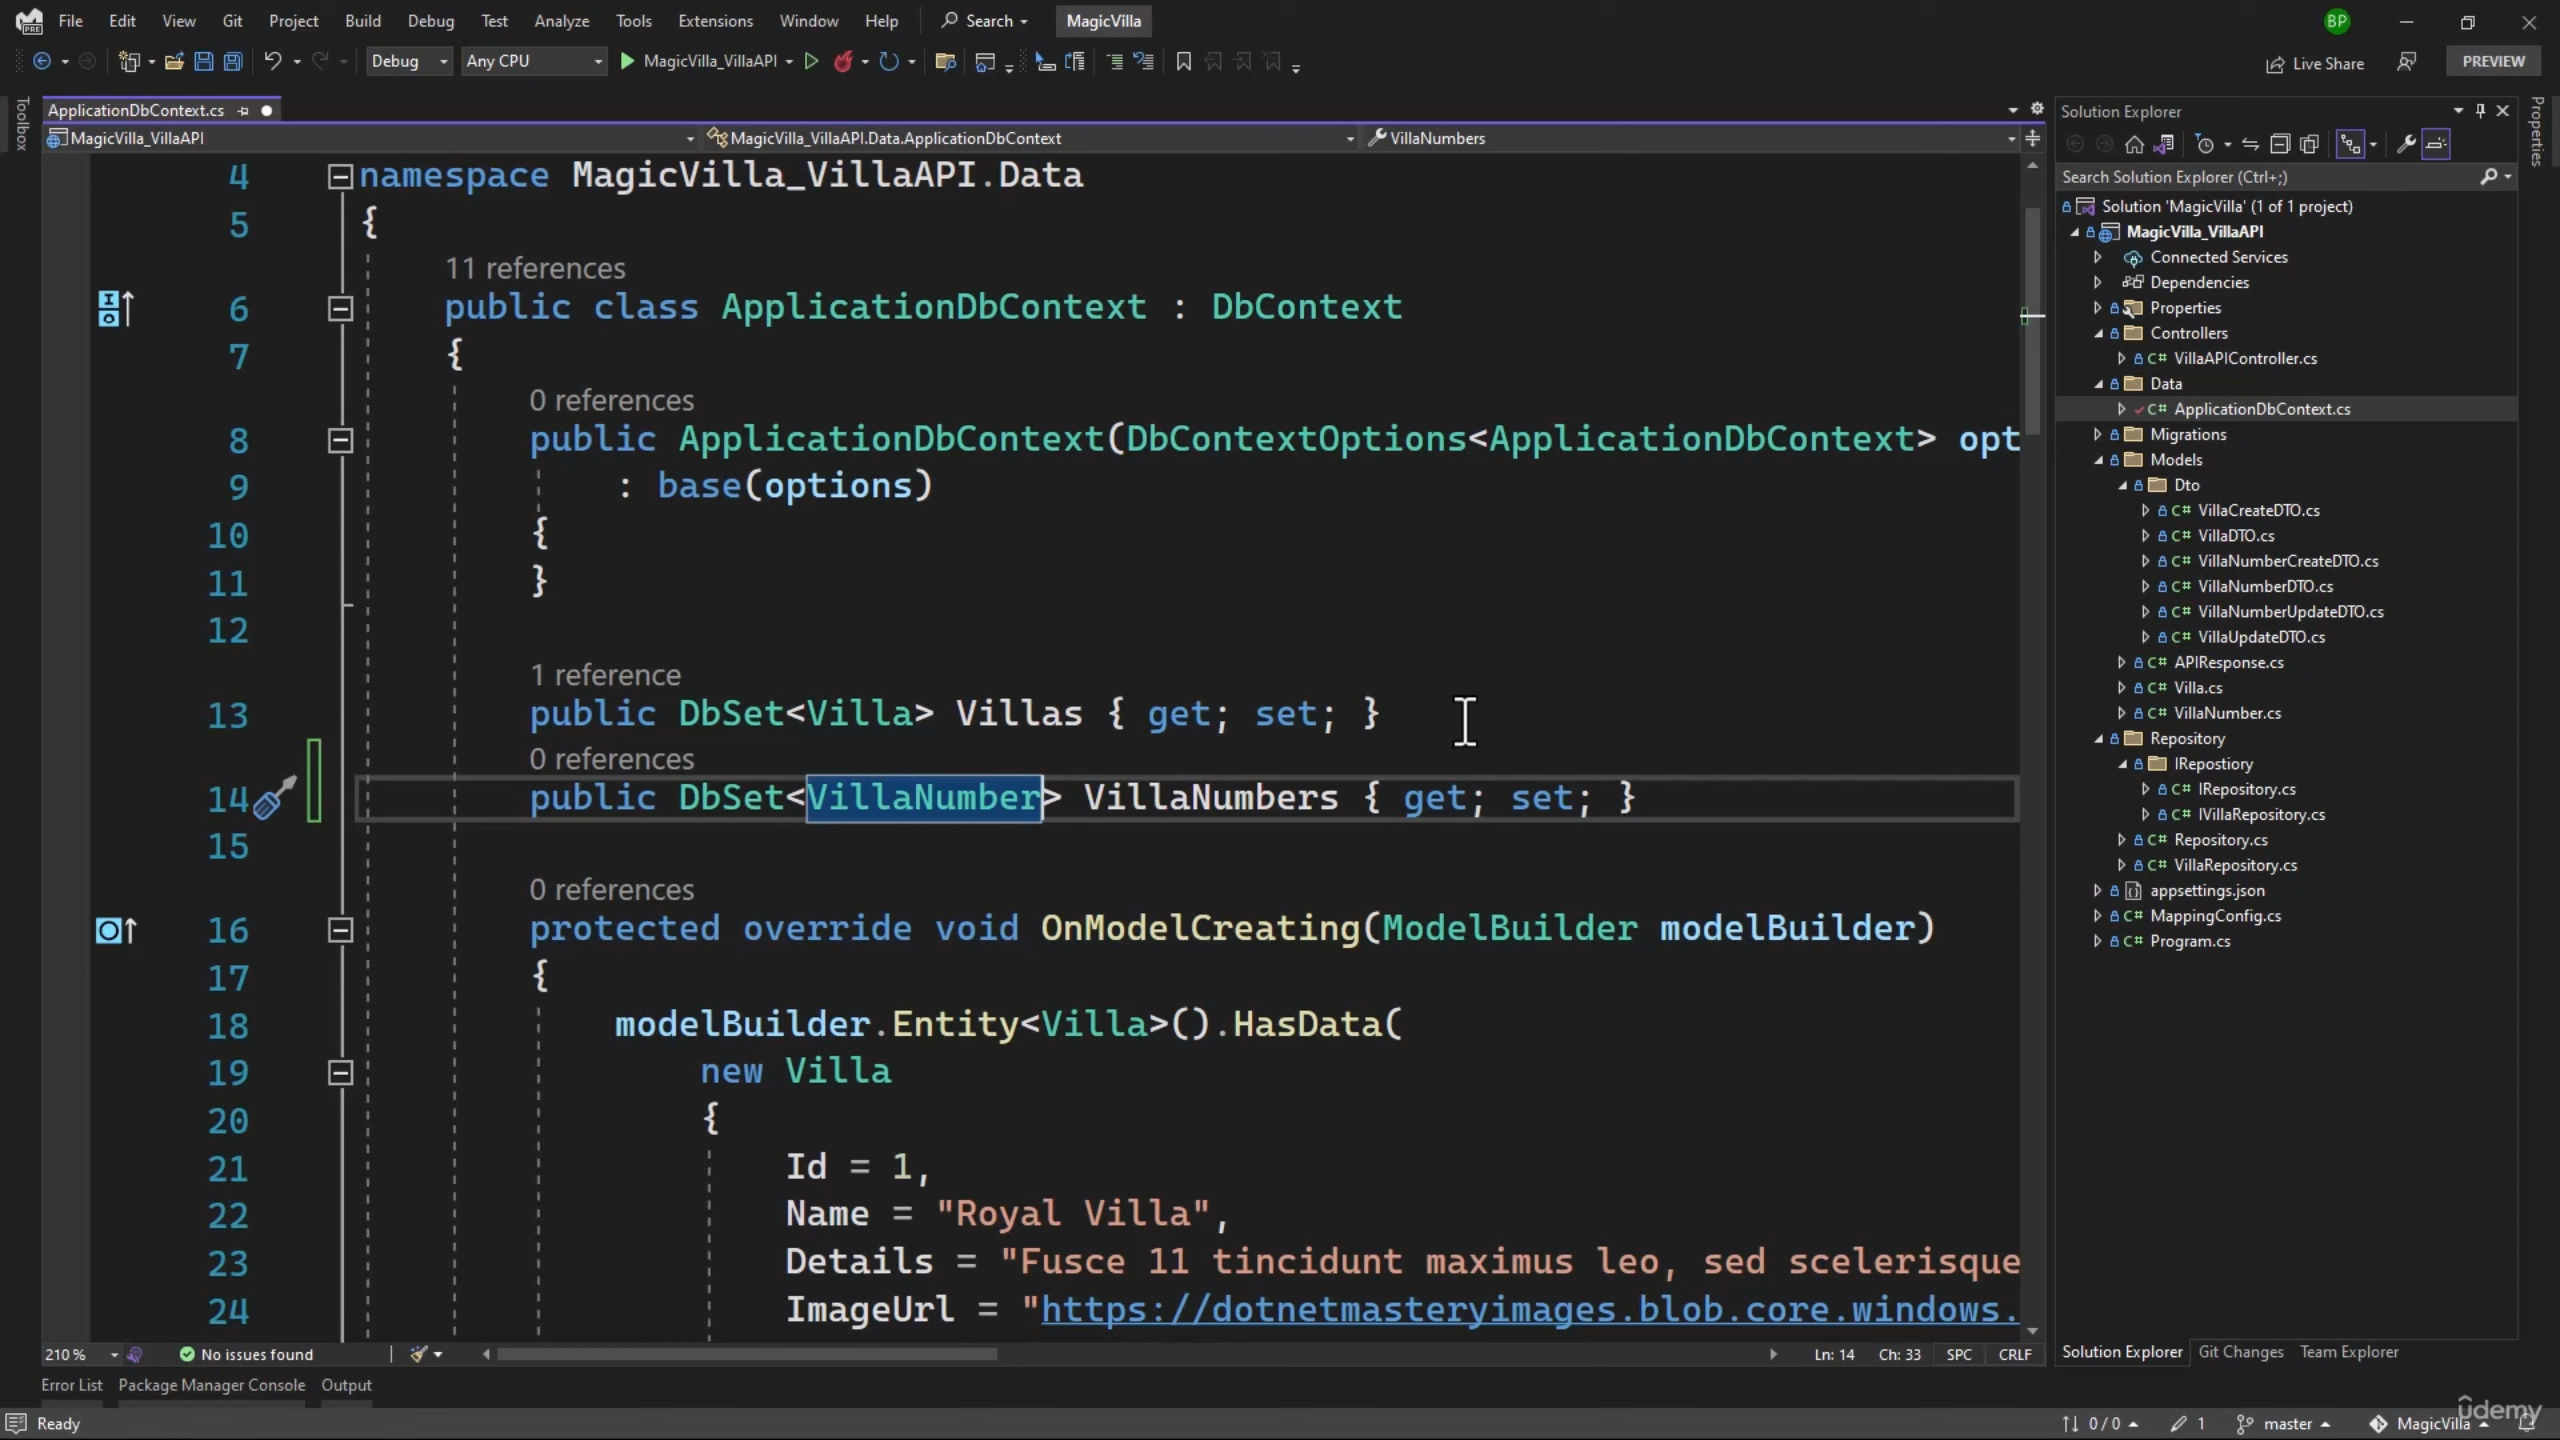 File Edit View Git Project Build Debug Test Analyze Tools Extensions Window Help Search MagicVilla BP
Debug Any CPU MagicVilla_VillaAPI Live Share PREVIEW
Toolbox
ApplicationDbContext.cs
MagicVilla_VillaAPI MagicVilla_VillaAPI.Data.ApplicationDbContext VillaNumbers
4 namespace MagicVilla_VillaAPI.Data
5 {
11 references
6 public class ApplicationDbContext : DbContext
7 {
0 references
8 public ApplicationDbContext(DbContextOptions<ApplicationDbContext> opt
9 : base(options)
10 {
11 }
12
1 reference
13 public DbSet<Villa> Villas { get; set; }
0 references
14 public DbSet<VillaNumber> VillaNumbers { get; set; }
15
0 references
16 protected override void OnModelCreating(ModelBuilder modelBuilder)
17 {
18 modelBuilder.Entity<Villa>().HasData(
19 new Villa
20 {
21 Id = 1,
22 Name = "Royal Villa",
23 Details = "Fusce 11 tincidunt maximus leo, sed scelerisque
24 ImageUrl = "https://dotnetmasteryimages.blob.core.windows.
210 % No issues found Ln: 14 Ch: 33 SPC CRLF
Error List Package Manager Console Output
Solution Explorer
Search Solution Explorer (Ctrl+;)
Solution 'MagicVilla' (1 of 1 project)
MagicVilla_VillaAPI
Connected Services
Dependencies
Properties
Controllers
C# VillaAPIController.cs
Data
C# ApplicationDbContext.cs
Migrations
Models
Dto
C# VillaCreateDTO.cs
C# VillaDTO.cs
C# VillaNumberCreateDTO.cs
C# VillaNumberDTO.cs
C# VillaNumberUpdateDTO.cs
C# VillaUpdateDTO.cs
C# APIResponse.cs
C# Villa.cs
C# VillaNumber.cs
Repository
IRepostiory
C# IRepository.cs
C# IVillaRepository.cs
C# Repository.cs
C# VillaRepository.cs
appsettings.json
C# MappingConfig.cs
C# Program.cs
Solution Explorer Git Changes Team Explorer
Properties
Ready 0 / 0 1 master MagicVilla
udemy